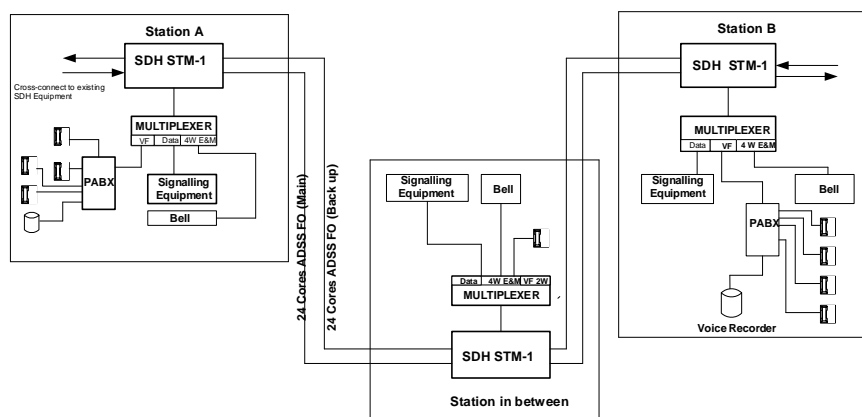 Station A
SDH STM-1
Cross-connect to existing
SDH Equipment
MULTIPLEXER
VF Data 4W E&M
PABX
Signalling
Equipment
Bell
24 Cores ADSS FO (Main)
24 Cores ADSS FO (Back up)
Signalling
Equipment
Bell
Data 4W E&M VF 2W
MULTIPLEXER
SDH STM-1
Station in between
Station B
SDH STM-1
MULTIPLEXER
Data VF 4 W E&M
Signalling
Equipment
Bell
PABX
Voice Recorder